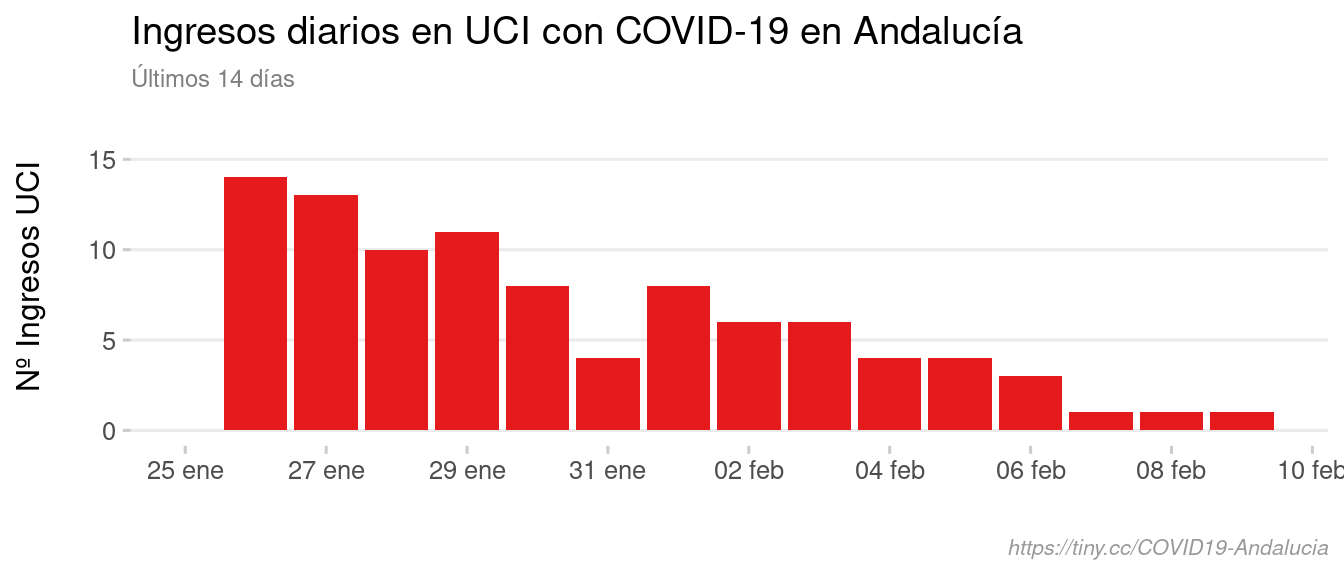 Ingresos diarios en UCI con COVID-19 en Andalucía
Últimos 14 días
Nº Ingresos UCI
15
10
5
0
25 ene 27 ene 29 ene 31 ene 02 feb 04 feb 06 feb 08 feb 10 feb
https://tiny.cc/COVID19-Andalucia